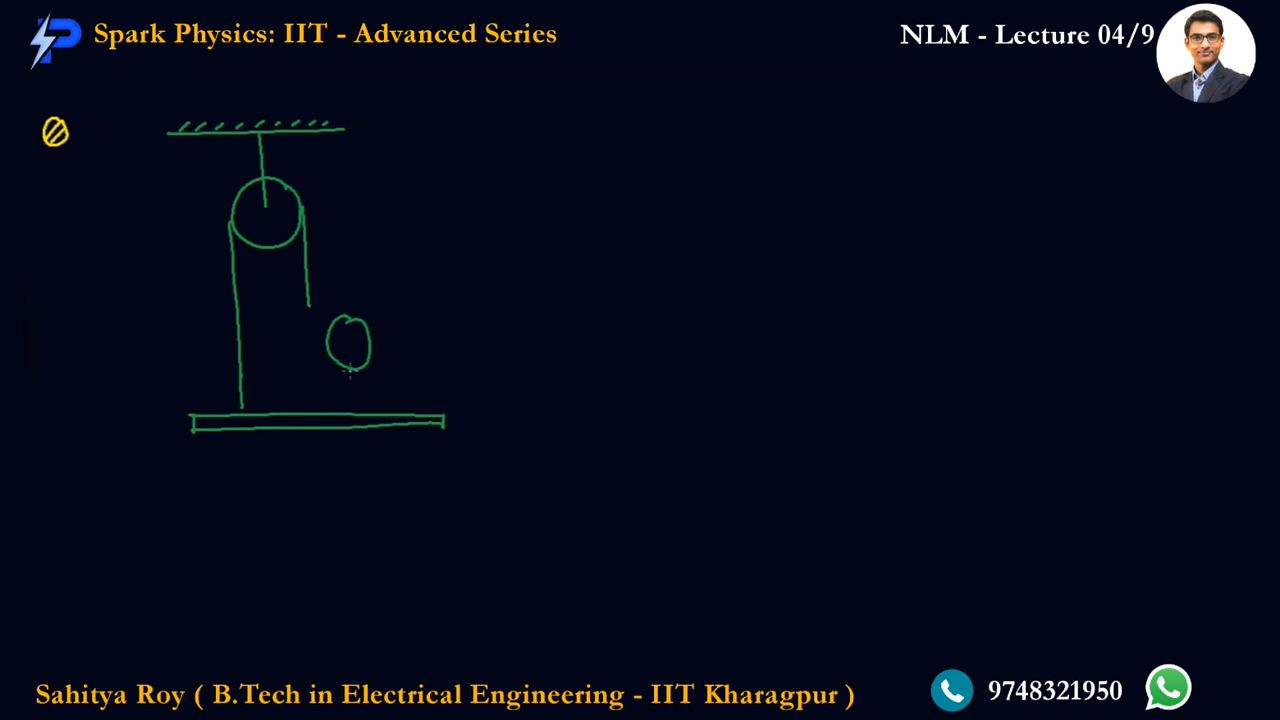 Spark Physics: IIT - Advanced Series
NLM - Lecture 04/9
Sahitya Roy ( B.Tech in Electrical Engineering - IIT Kharagpur )
9748321950